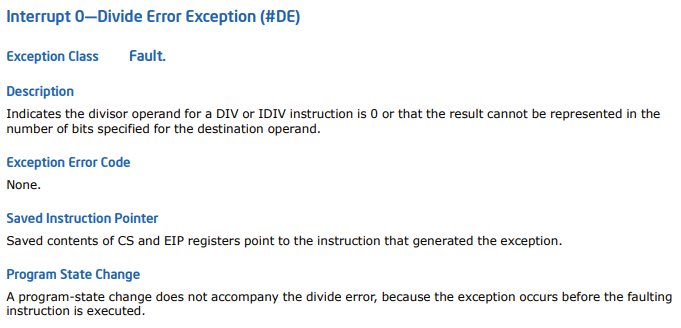 Interrupt 0—Divide Error Exception (#DE)
Exception Class Fault.
Description
Indicates the divisor operand for a DIV or IDIV instruction is 0 or that the result cannot be represented in the
number of bits specified for the destination operand.
Exception Error Code
None.
Saved Instruction Pointer
Saved contents of CS and EIP registers point to the instruction that generated the exception.
Program State Change
A program-state change does not accompany the divide error, because the exception occurs before the faulting
instruction is executed.